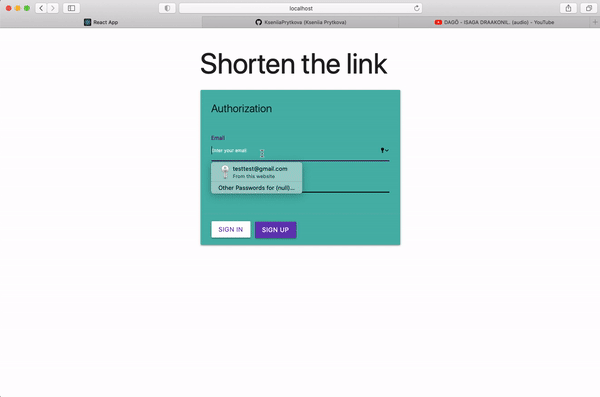 localhost
React App
KseniiaPrytkova (Kseniia Prytkova)
DAGÓ - ISAGA DRAAKONIL. (audio) - YouTube
Shorten the link
Authorization
Email
Enter your email
testtest@gmail.com
From this website
Other Passwords for (null)...
SIGN IN
SIGN UP